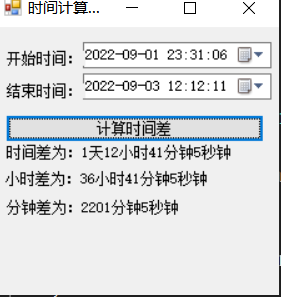 时间计算...
开始时间: 2022-09-01 23:31:06
结束时间: 2022-09-03 12:12:11
计算时间差
时间差为: 1天12小时41分钟5秒钟
小时差为: 36小时41分钟5秒钟
分钟差为: 2201分钟5秒钟